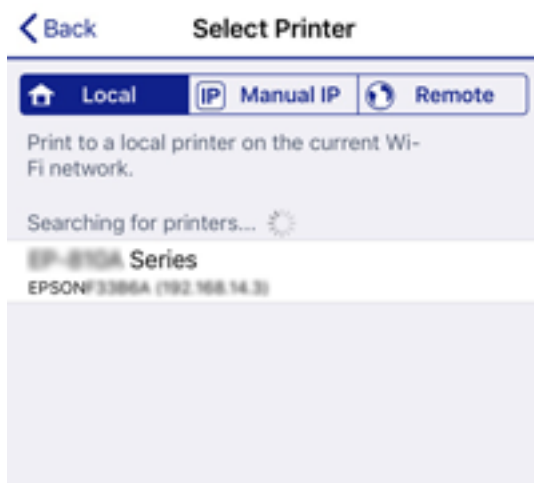 Back
Select Printer
Local
IP Manual IP
Remote
Print to a local printer on the current Wi-
Fi network.
Searching for printers...
Series
EPSON